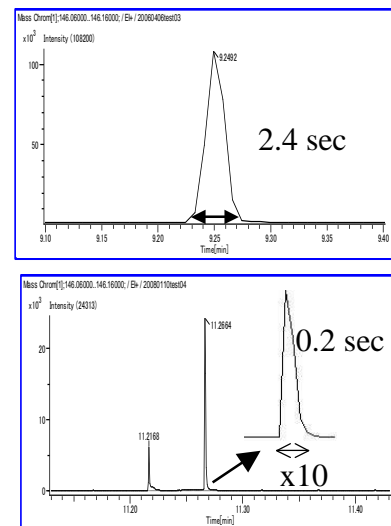 Mass Chrom[1];146.06000..146.16000; / EI+ / 20060406test03
x10³ Intensity (108200)
9.2492
100
2.4 sec
50
9.10 9.20 9.25 9.30 9.35 9.40
Time[min]
Mass Chrom[1];146.06000..146.16000; / EI+ / 20080110test04
x10³ Intensity (24313)
11.2664
0.2 sec
20
10
11.2168
x10
0
11.20 11.30 11.40
Time[min]